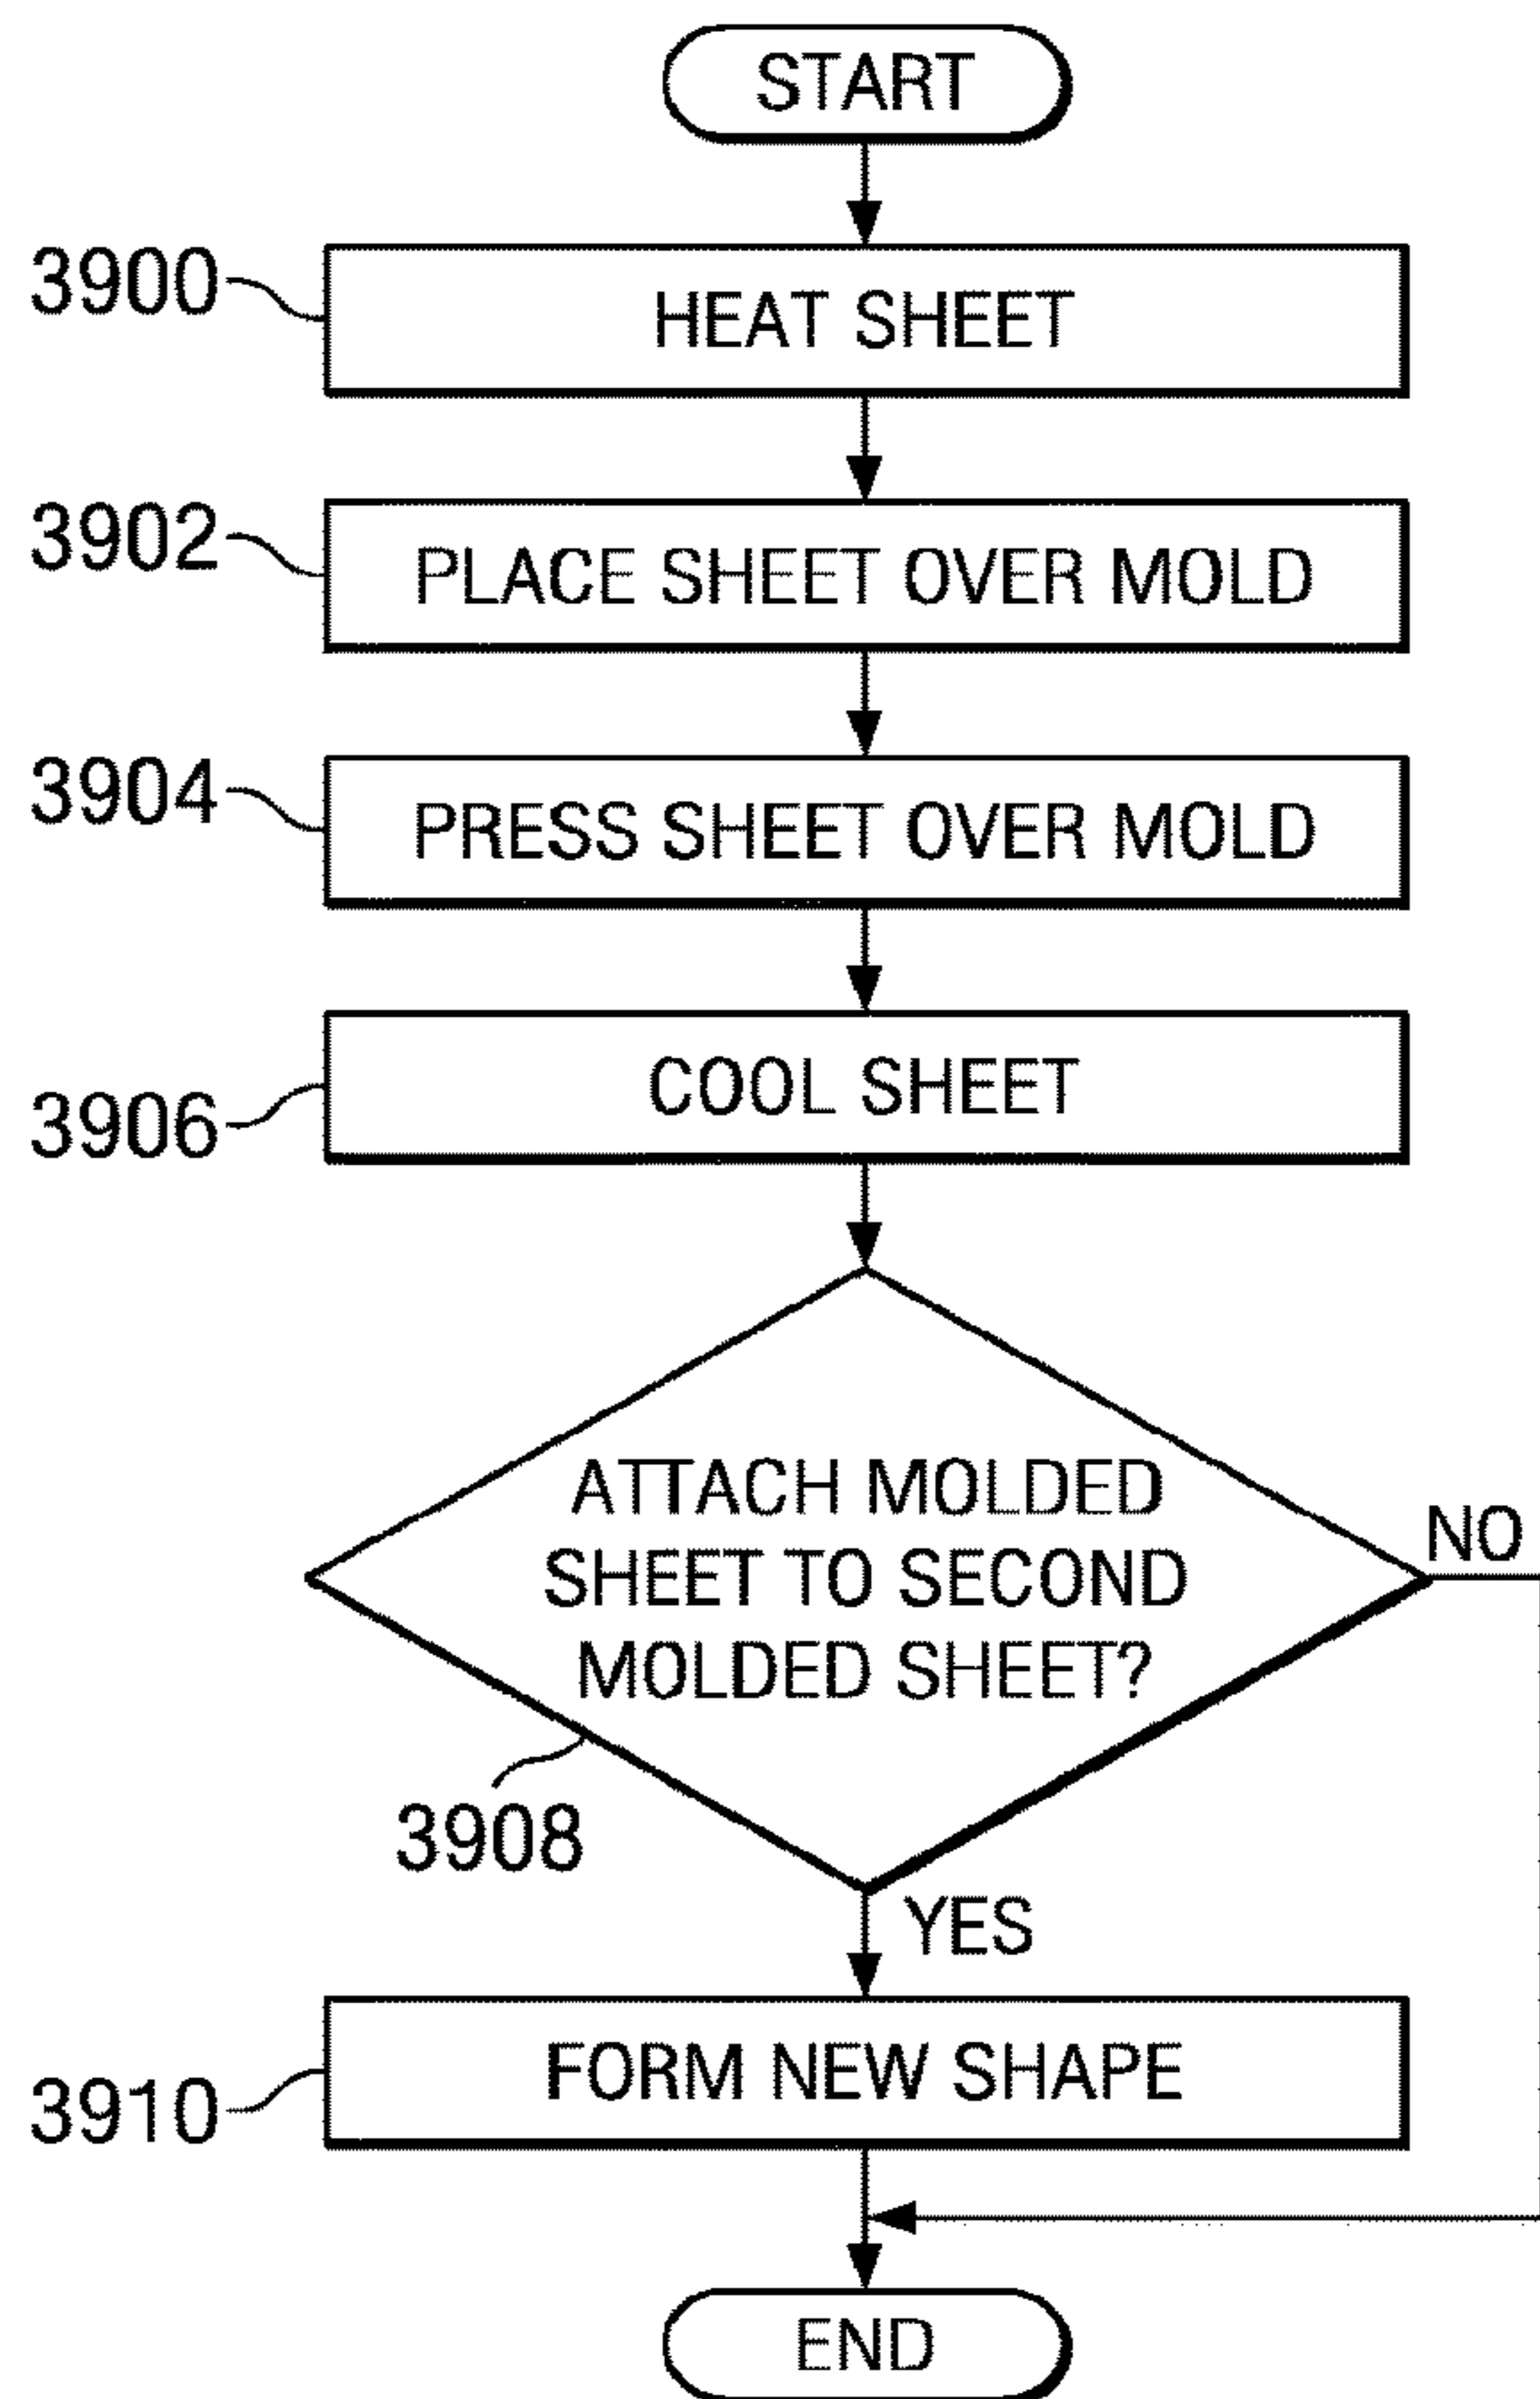 START
3900
HEAT SHEET
3902
PLACE SHEET OVER MOLD
3904
PRESS SHEET OVER MOLD
COOL SHEET
3906
ATTACH MOLDED
SHEET TO SECOND
MOLDED SHEET?
NO
3908
YES
FORM NEW SHAPE
3910
END